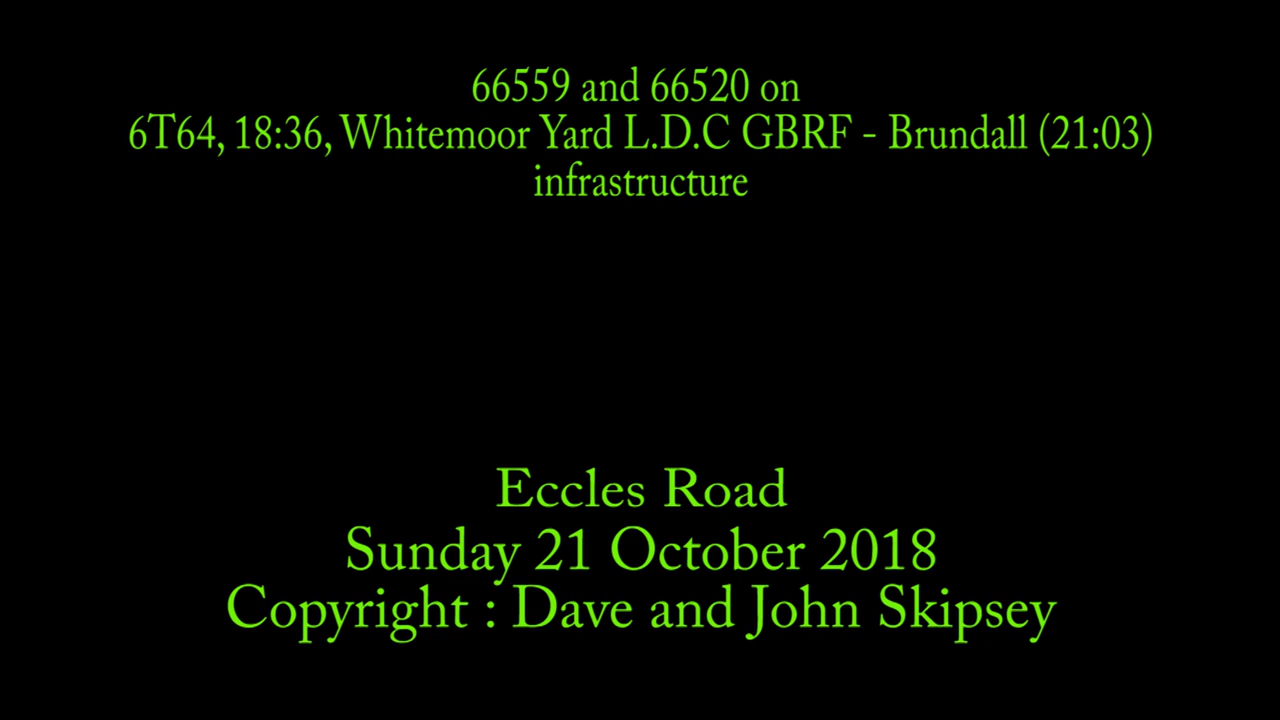 66559 and 66520 on
6T64, 18:36, Whitemoor Yard L.D.C GBRF - Brundall (21:03)
infrastructure
Eccles Road
Sunday 21 October 2018
Copyright : Dave and John Skipsey